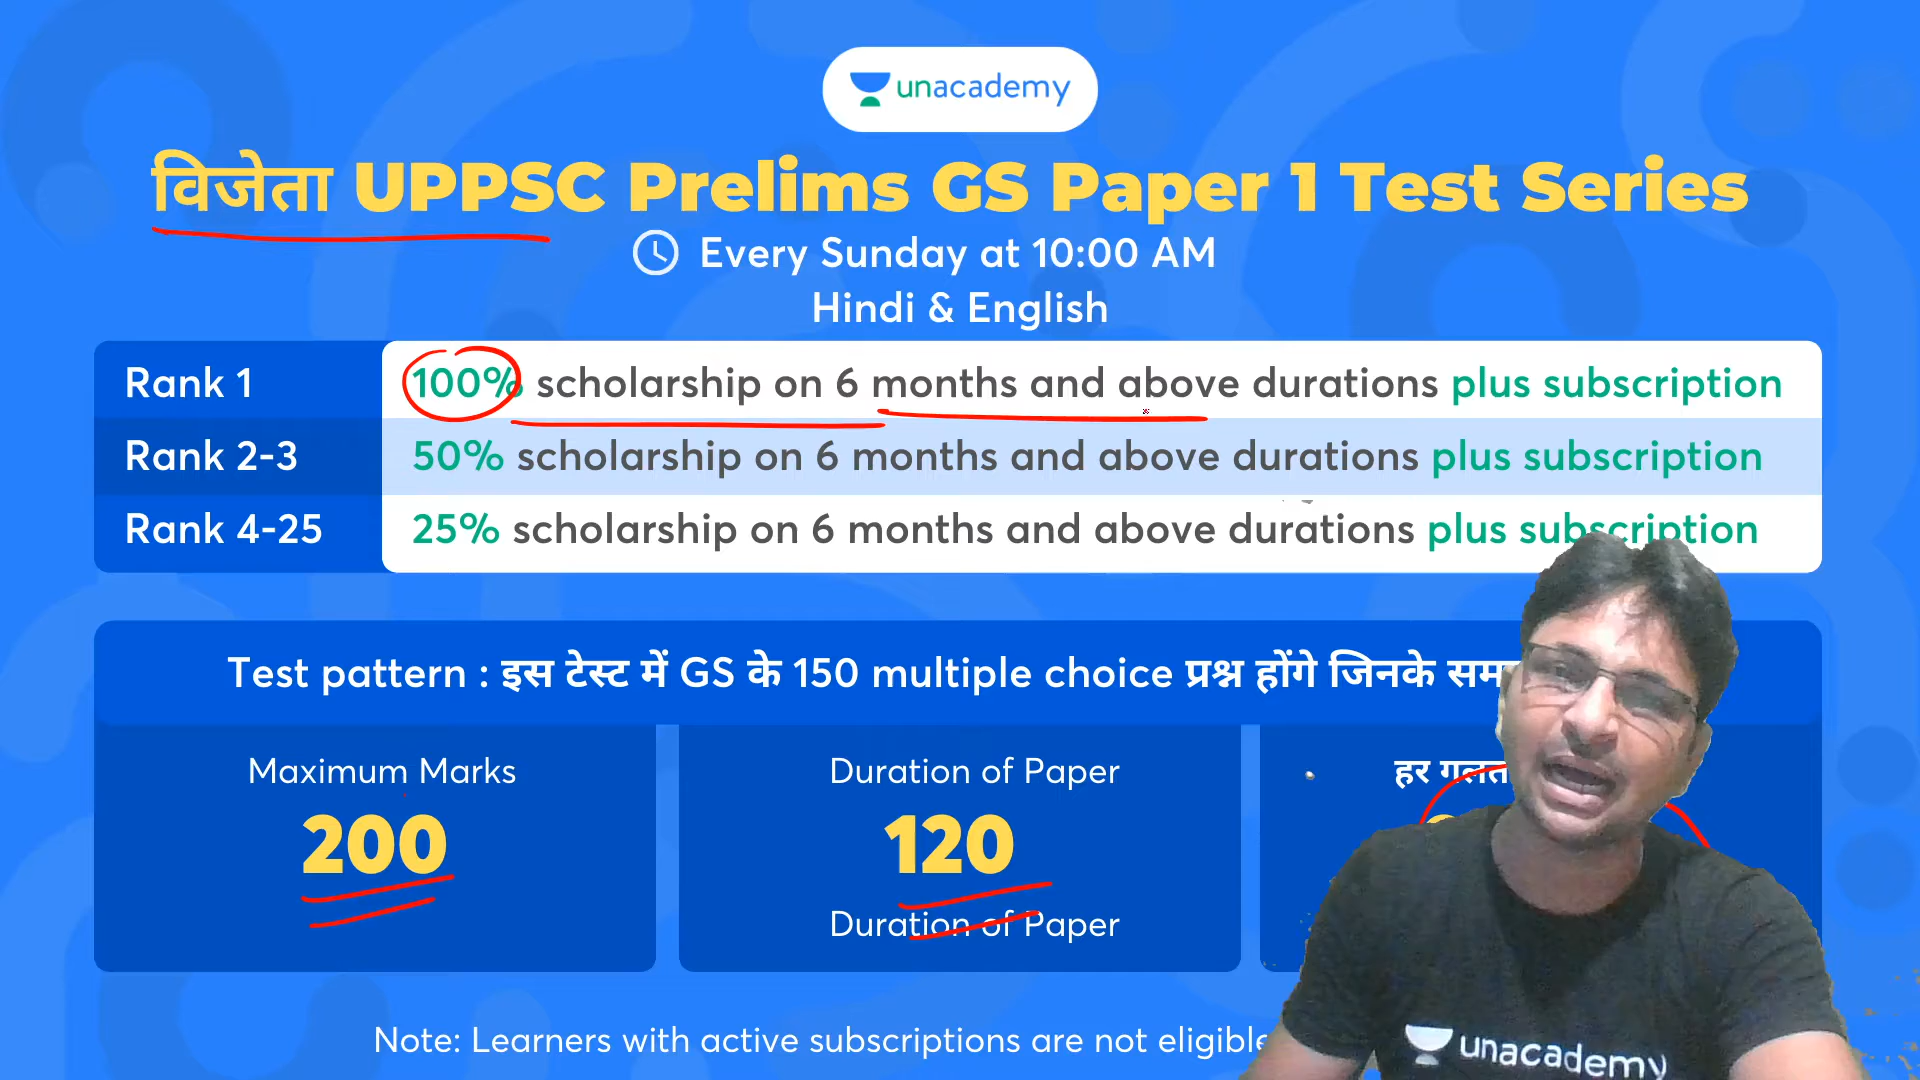 unacademy
विजेता UPPSC Prelims GS Paper 1 Test Series
Every Sunday at 10:00 AM
Hindi & English
Rank 1 100% scholarship on 6 months and above durations plus subscription
Rank 2-3 50% scholarship on 6 months and above durations plus subscription
Rank 4-25 25% scholarship on 6 months and above durations plus subscription
Test pattern : इस टेस्ट में GS के 150 multiple choice प्रश्न होंगे जिनके
Maximum Marks
200
Duration of Paper
120
Duration of Paper
हर गलत
Note: Learners with active subscriptions are not eligible
unacademy